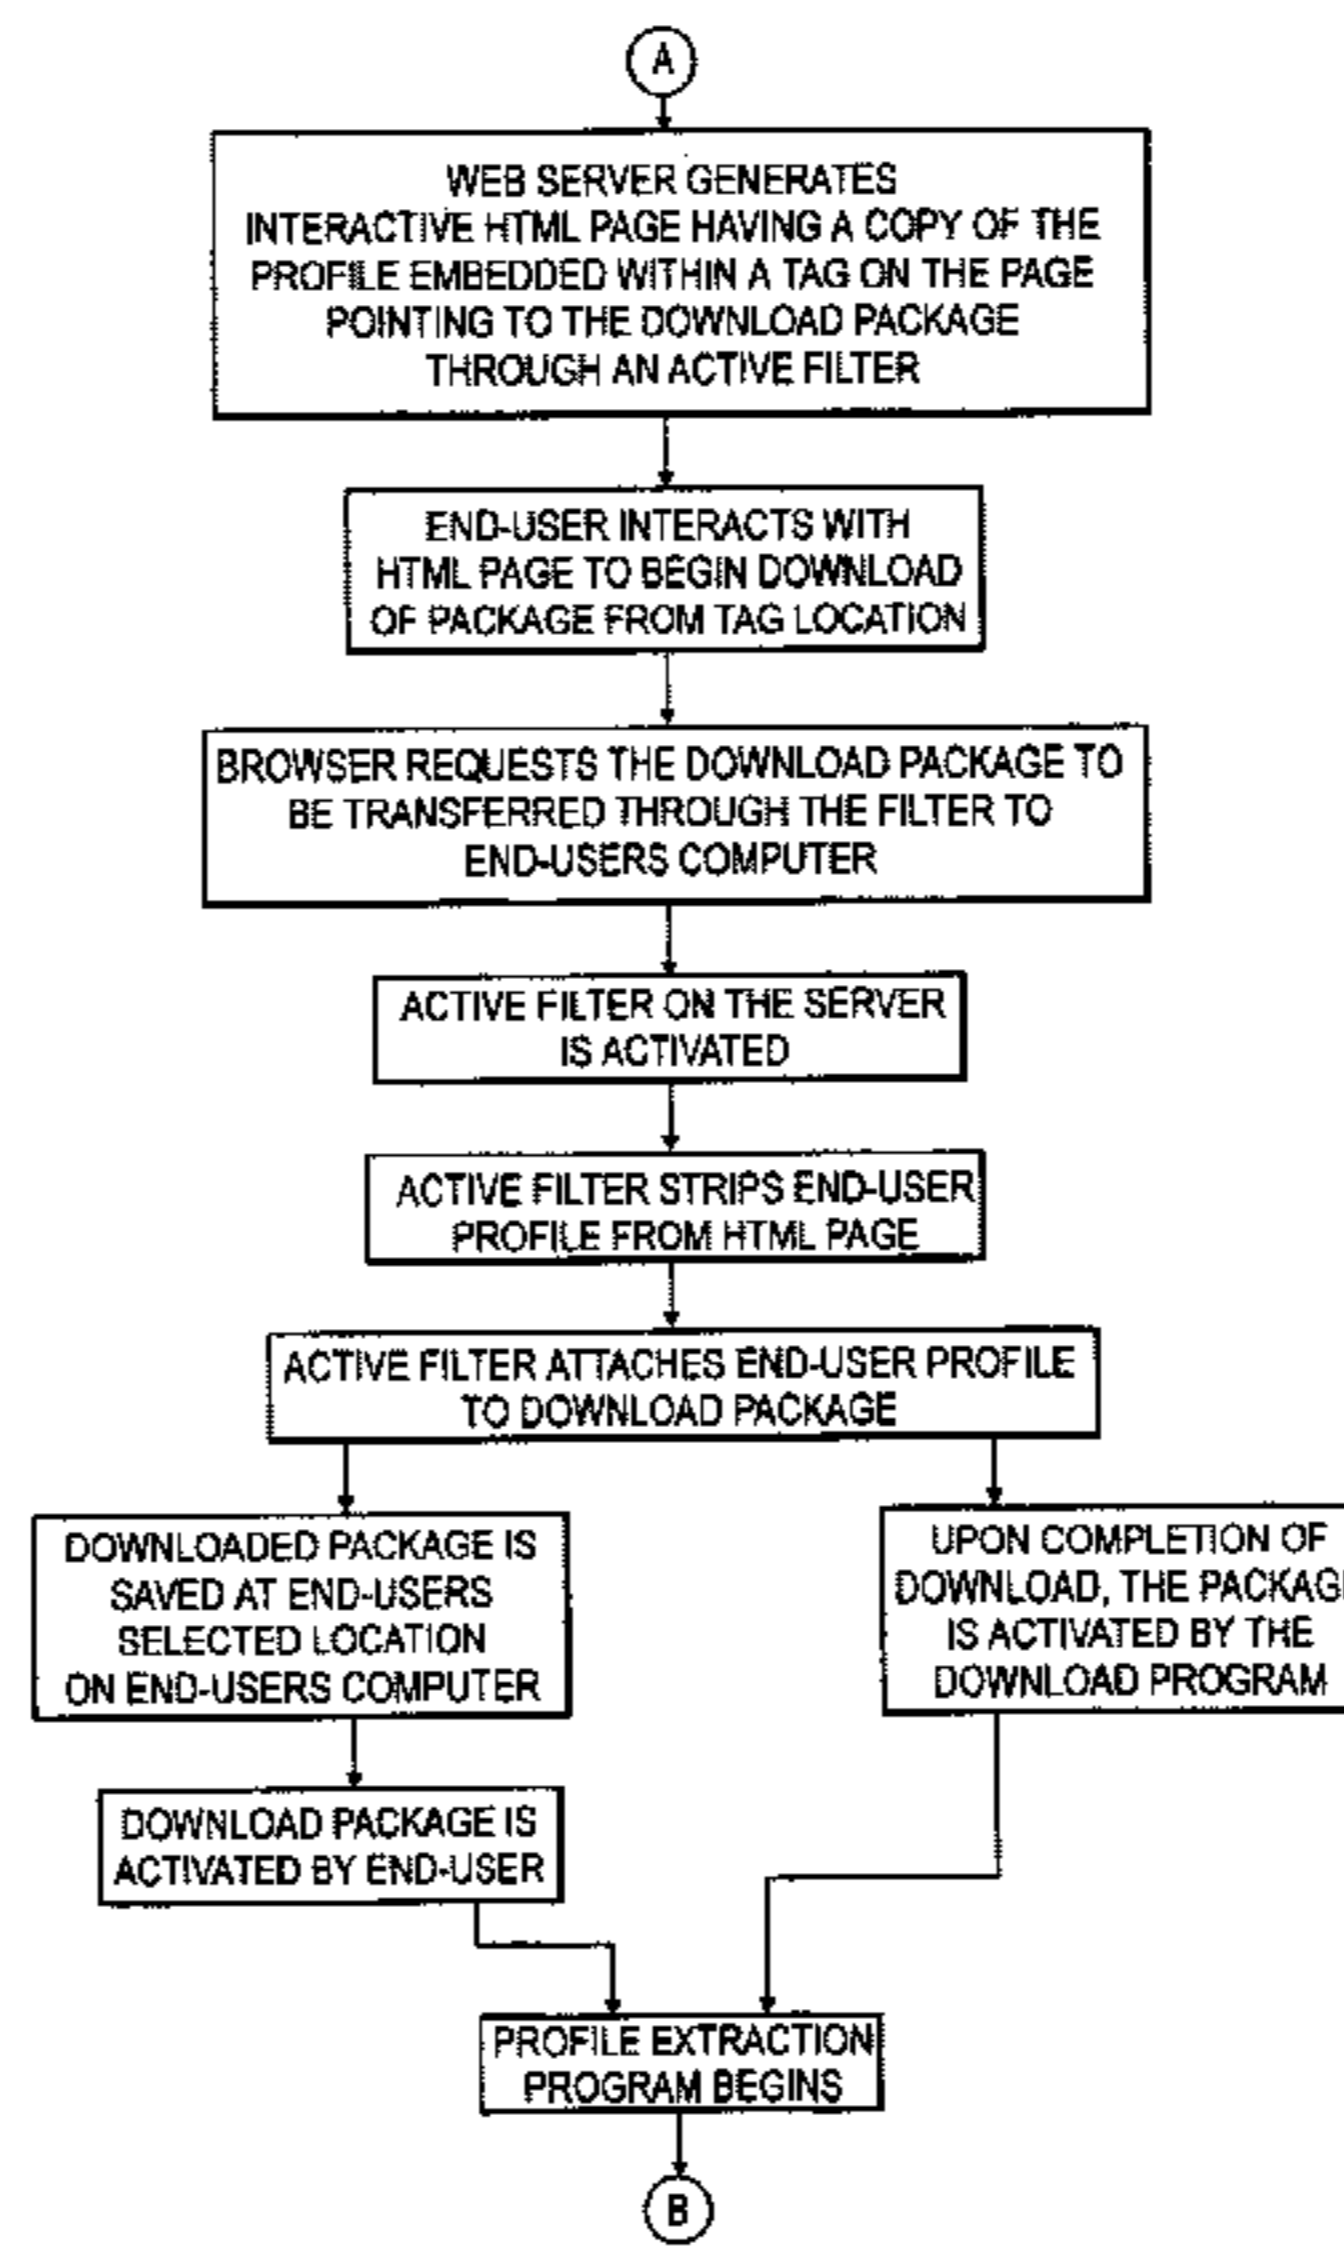 A
WEB SERVER GENERATES
INTERACTIVE HTML PAGE HAVING A COPY OF THE
PROFILE EMBEDDED WITHIN A TAG ON THE PAGE
POINTING TO THE DOWNLOAD PACKAGE
THROUGH AN ACTIVE FILTER
END-USER INTERACTS WITH
HTML PAGE TO BEGIN DOWNLOAD
OF PACKAGE FROM TAG LOCATION
BROWSER REQUESTS THE DOWNLOAD PACKAGE TO
BE TRANSFERRED THROUGH THE FILTER TO
END-USERS COMPUTER
ACTIVE FILTER ON THE SERVER
IS ACTIVATED
ACTIVE FILTER STRIPS END-USER
PROFILE FROM HTML PAGE
ACTIVE FILTER ATTACHES END-USER PROFILE
TO DOWNLOAD PACKAGE
DOWNLOADED PACKAGE IS
SAVED AT END-USERS
SELECTED LOCATION
ON END-USERS COMPUTER
UPON COMPLETION OF
DOWNLOAD, THE PACKAGE
IS ACTIVATED BY THE
DOWNLOAD PROGRAM
DOWNLOAD PACKAGE IS
ACTIVATED BY END-USER
PROFILE EXTRACTION
PROGRAM BEGINS
B